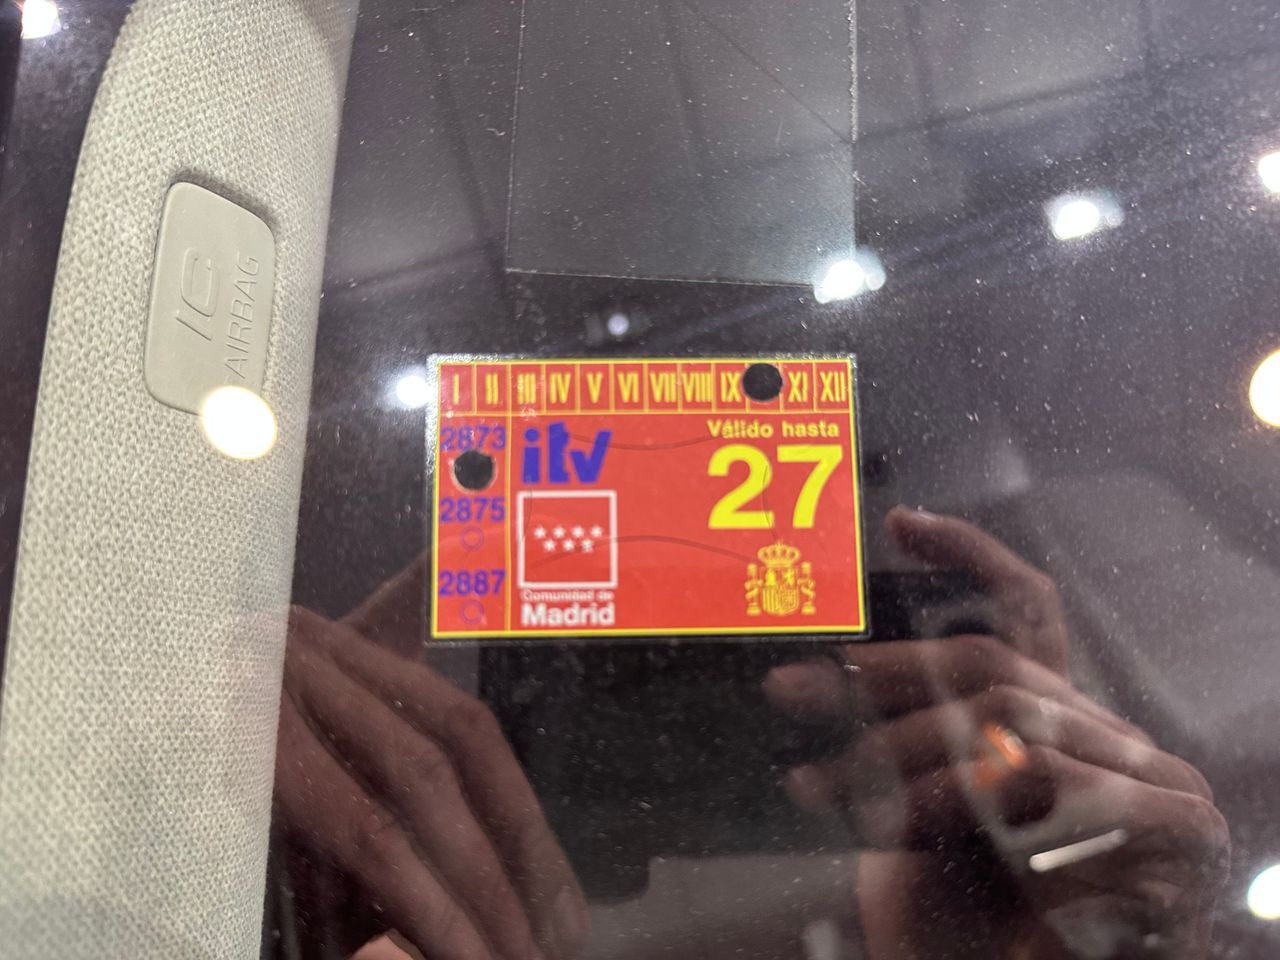 IC
AIRBAG
I II III IV V VI VII VIII IX XI XII
2873
2875
2887
itv
Válido hasta
27
Comunidad de
Madrid